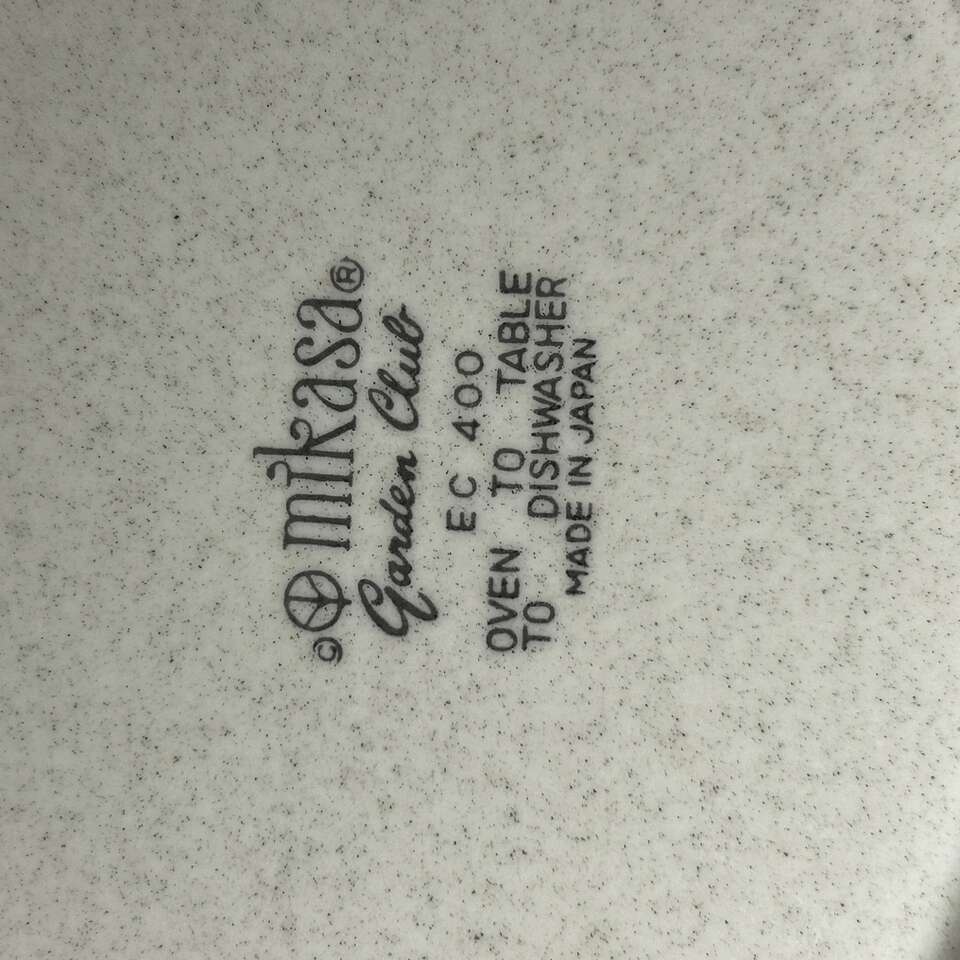 © mikasa®
Garden Club
EC 400
OVEN TO TABLE
TO DISHWASHER
MADE IN JAPAN